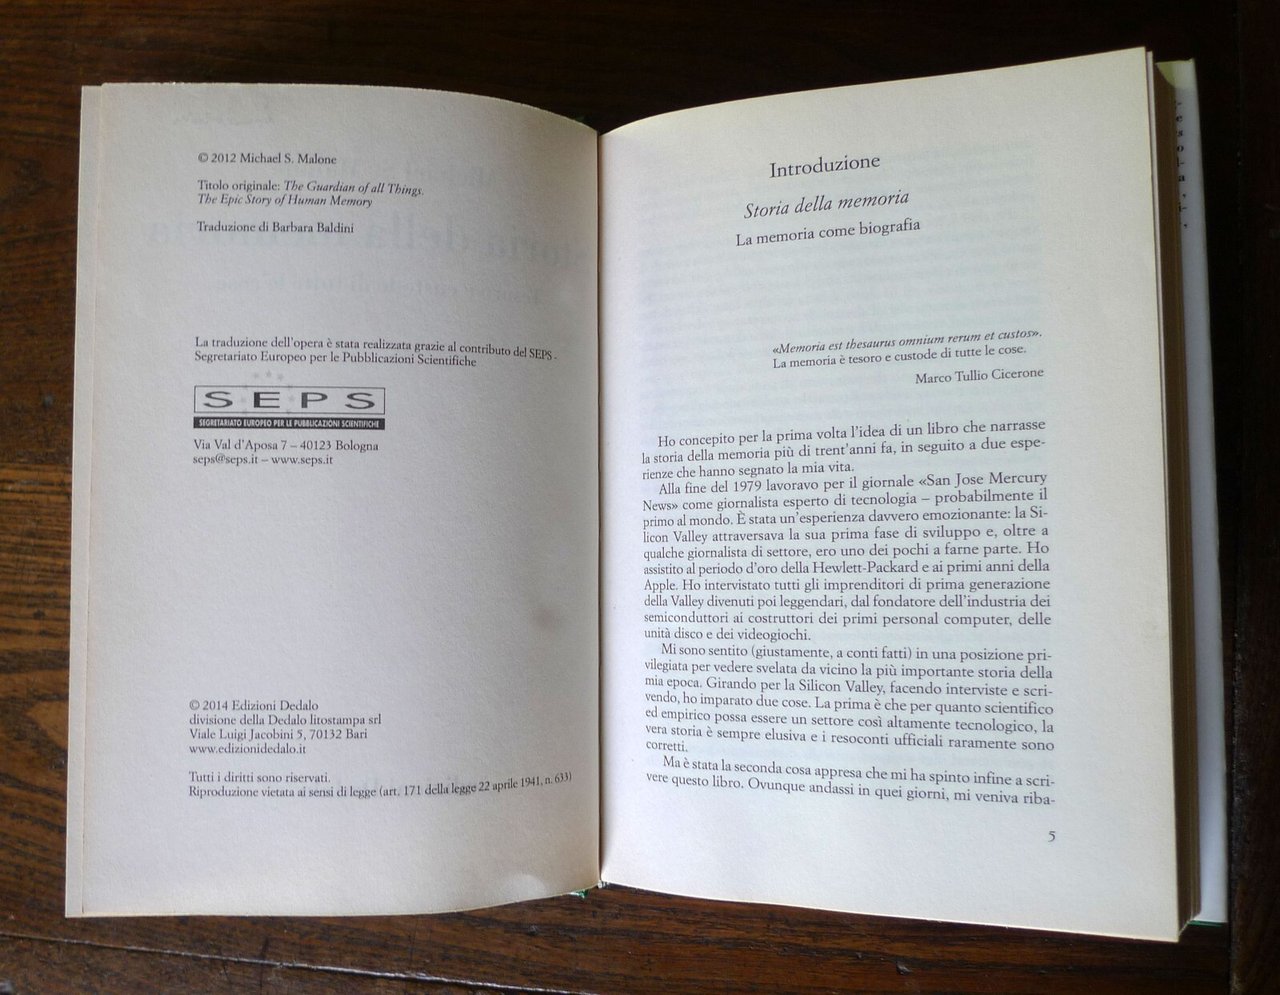 © 2012 Michael S. Malone
Titolo originale: The Guardian of all Things.
The Epic Story of Human Memory
Traduzione di Barbara Baldini
La traduzione dell'opera è stata realizzata grazie al contributo del SEPS .
Segretariato Europeo per le Pubblicazioni Scientifiche
SEPS
SEGRETARIATO EUROPEO PER LE PUBBLICAZIONI SCIENTIFICHE
Via Val d'Aposa 7 – 40123 Bologna
seps@seps.it – www.seps.it
© 2014 Edizioni Dedalo
divisione della Dedalo litostampa srl
Viale Luigi Jacobini 5, 70132 Bari
www.edizionidedalo.it
Tutti i diritti sono riservati.
Riproduzione vietata ai sensi di legge (art. 171 della legge 22 aprile 1941, n. 633)
Introduzione
Storia della memoria
La memoria come biografia
«Memoria est thesaurus omnium rerum et custos».
La memoria è tesoro e custode di tutte le cose.
Marco Tullio Cicerone
Ho concepito per la prima volta l'idea di un libro che narrasse
la storia della memoria più di trent'anni fa, in seguito a due espe-
rienze che hanno segnato la mia vita.
Alla fine del 1979 lavoravo per il giornale «San Jose Mercury
News» come giornalista esperto di tecnologia – probabilmente il
primo al mondo. È stata un'esperienza davvero emozionante: la Si-
licon Valley attraversava la sua prima fase di sviluppo e, oltre a
qualche giornalista di settore, ero uno dei pochi a farne parte. Ho
assistito al periodo d'oro della Hewlett-Packard e ai primi anni della
Apple. Ho intervistato tutti gli imprenditori di prima generazione
della Valley divenuti poi leggendari, dal fondatore dell'industria dei
semiconduttori ai costruttori dei primi personal computer, delle
unità disco e dei videogiochi.
Mi sono sentito (giustamente, a conti fatti) in una posizione pri-
vilegiata per vedere svelata da vicino la più importante storia della
mia epoca. Girando per la Silicon Valley, facendo interviste e scri-
vendo, ho imparato due cose. La prima è che per quanto scientifico
ed empirico possa essere un settore così altamente tecnologico, la
vera storia è sempre elusiva e i resoconti ufficiali raramente sono
corretti.
Ma è stata la seconda cosa appresa che mi ha spinto infine a scri-
vere questo libro. Ovunque andassi in quei giorni, mi veniva riba-
5